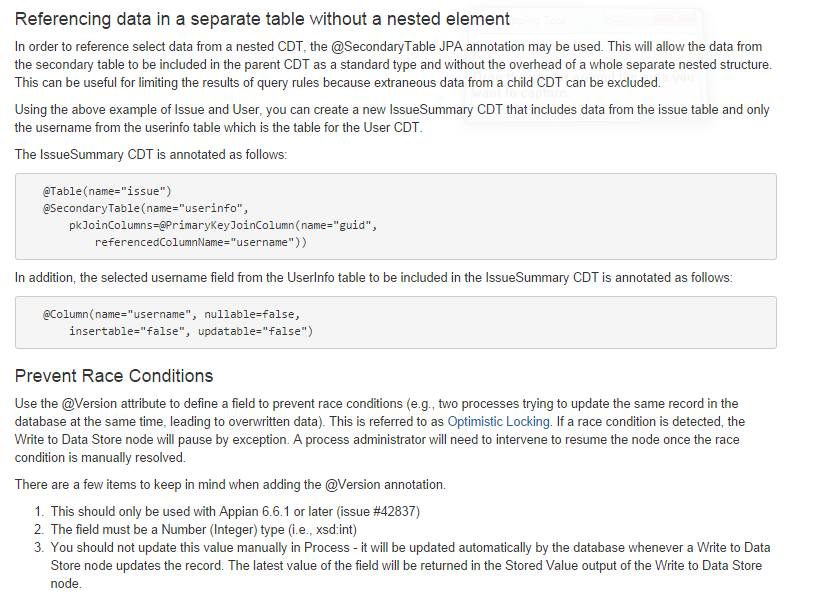 Referencing data in a separate table without a nested element
In order to reference select data from a nested CDT, the @SecondaryTable JPA annotation may be used. This will allow the data from
the secondary table to be included in the parent CDT as a standard type and without the overhead of a whole separate nested structure.
This can be useful for limiting the results of query rules because extraneous data from a child CDT can be excluded.
Using the above example of Issue and User, you can create a new IssueSummary CDT that includes data from the issue table and only
the username from the userinfo table which is the table for the User CDT.
The IssueSummary CDT is annotated as follows:
@Table(name="issue")
@SecondaryTable(name="userinfo",
pkJoinColumns=@PrimaryKeyJoinColumn(name="guid",
referencedColumnName="username"))
In addition, the selected username field from the UserInfo table to be included in the IssueSummary CDT is annotated as follows:
@Column(name="username", nullable=false,
insertable="false", updatable="false")
Prevent Race Conditions
Use the @Version attribute to define a field to prevent race conditions (e.g., two processes trying to update the same record in the
database at the same time, leading to overwritten data). This is referred to as Optimistic Locking. If a race condition is detected, the
Write to Data Store node will pause by exception. A process administrator will need to intervene to resume the node once the race
condition is manually resolved.
There are a few items to keep in mind when adding the @Version annotation.
1. This should only be used with Appian 6.6.1 or later (issue #42837)
2. The field must be a Number (Integer) type (i.e., xsd:int)
3. You should not update this value manually in Process - it will be updated automatically by the database whenever a Write to Data
Store node updates the record. The latest value of the field will be returned in the Stored Value output of the Write to Data Store
node.